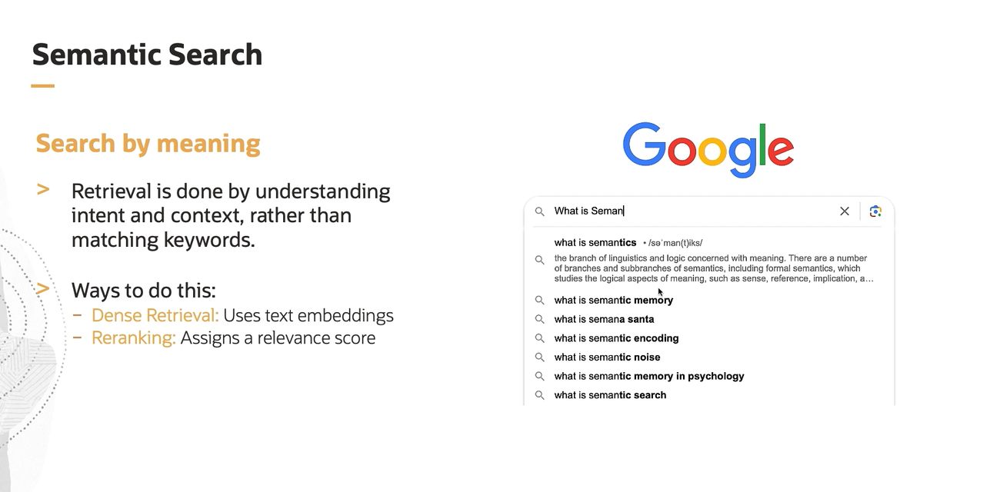 Semantic Search
Search by meaning
> Retrieval is done by understanding
intent and context, rather than
matching keywords.
> Ways to do this:
– Dense Retrieval: Uses text embeddings
– Reranking: Assigns a relevance score
Google
What is Seman
what is semantics • /səˈman(t)iks/
the branch of linguistics and logic concerned with meaning. There are a number
of branches and subbranches of semantics, including formal semantics, which
studies the logical aspects of meaning, such as sense, reference, implication, a...
what is semantic memory
what is semana santa
what is semantic encoding
what is semantic noise
what is semantic memory in psychology
what is semantic search